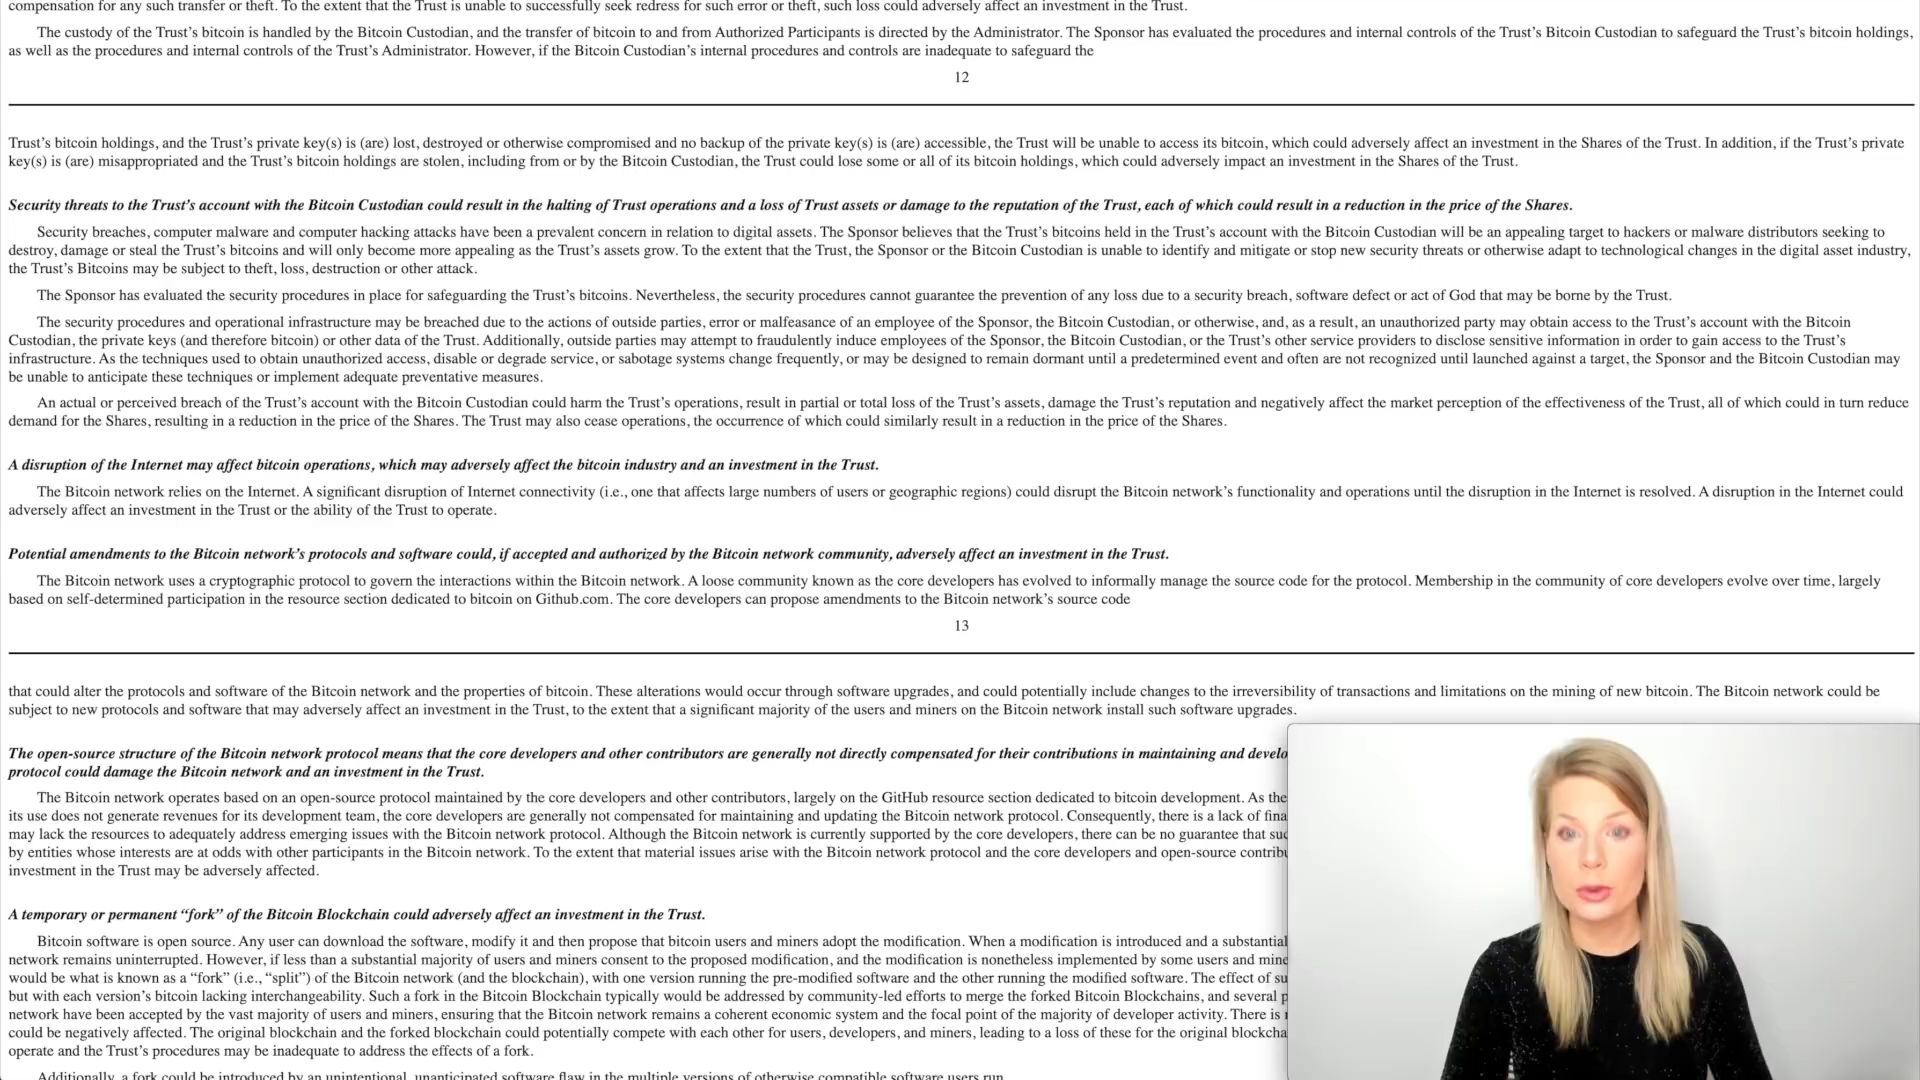 compensation for any such transfer or theft. To the extent that the Trust is unable to successfully seek redress for such error or theft, such loss could adversely affect an investment in the Trust.
The custody of the Trust’s bitcoin is handled by the Bitcoin Custodian, and the transfer of bitcoin to and from Authorized Participants is directed by the Administrator. The Sponsor has evaluated the procedures and internal controls of the Trust’s Bitcoin Custodian to safeguard the Trust’s bitcoin holdings,
as well as the procedures and internal controls of the Trust’s Administrator. However, if the Bitcoin Custodian’s internal procedures and controls are inadequate to safeguard the
12
Trust’s bitcoin holdings, and the Trust’s private key(s) is (are) lost, destroyed or otherwise compromised and no backup of the private key(s) is (are) accessible, the Trust will be unable to access its bitcoin, which could adversely affect an investment in the Shares of the Trust. In addition, if the Trust’s private
key(s) is (are) misappropriated and the Trust’s bitcoin holdings are stolen, including from or by the Bitcoin Custodian, the Trust could lose some or all of its bitcoin holdings, which could adversely impact an investment in the Shares of the Trust.
Security threats to the Trust’s account with the Bitcoin Custodian could result in the halting of Trust operations and a loss of Trust assets or damage to the reputation of the Trust, each of which could result in a reduction in the price of the Shares.
Security breaches, computer malware and computer hacking attacks have been a prevalent concern in relation to digital assets. The Sponsor believes that the Trust’s bitcoins held in the Trust’s account with the Bitcoin Custodian will be an appealing target to hackers or malware distributors seeking to
destroy, damage or steal the Trust’s bitcoins and will only become more appealing as the Trust’s assets grow. To the extent that the Trust, the Sponsor or the Bitcoin Custodian is unable to identify and mitigate or stop new security threats or otherwise adapt to technological changes in the digital asset industry,
the Trust’s Bitcoins may be subject to theft, loss, destruction or other attack.
The Sponsor has evaluated the security procedures in place for safeguarding the Trust’s bitcoins. Nevertheless, the security procedures cannot guarantee the prevention of any loss due to a security breach, software defect or act of God that may be borne by the Trust.
The security procedures and operational infrastructure may be breached due to the actions of outside parties, error or malfeasance of an employee of the Sponsor, the Bitcoin Custodian, or otherwise, and, as a result, an unauthorized party may obtain access to the Trust’s account with the Bitcoin
Custodian, the private keys (and therefore bitcoin) or other data of the Trust. Additionally, outside parties may attempt to fraudulently induce employees of the Sponsor, the Bitcoin Custodian, or the Trust’s other service providers to disclose sensitive information in order to gain access to the Trust’s
infrastructure. As the techniques used to obtain unauthorized access, disable or degrade service, or sabotage systems change frequently, or may be designed to remain dormant until a predetermined event and often are not recognized until launched against a target, the Sponsor and the Bitcoin Custodian may
be unable to anticipate these techniques or implement adequate preventative measures.
An actual or perceived breach of the Trust’s account with the Bitcoin Custodian could harm the Trust’s operations, result in partial or total loss of the Trust’s assets, damage the Trust’s reputation and negatively affect the market perception of the effectiveness of the Trust, all of which could in turn reduce
demand for the Shares, resulting in a reduction in the price of the Shares. The Trust may also cease operations, the occurrence of which could similarly result in a reduction in the price of the Shares.
A disruption of the Internet may affect bitcoin operations, which may adversely affect the bitcoin industry and an investment in the Trust.
The Bitcoin network relies on the Internet. A significant disruption of Internet connectivity (i.e., one that affects large numbers of users or geographic regions) could disrupt the Bitcoin network’s functionality and operations until the disruption in the Internet is resolved. A disruption in the Internet could
adversely affect an investment in the Trust or the ability of the Trust to operate.
Potential amendments to the Bitcoin network’s protocols and software could, if accepted and authorized by the Bitcoin network community, adversely affect an investment in the Trust.
The Bitcoin network uses a cryptographic protocol to govern the interactions within the Bitcoin network. A loose community known as the core developers has evolved to informally manage the source code for the protocol. Membership in the community of core developers evolve over time, largely
based on self-determined participation in the resource section dedicated to bitcoin on Github.com. The core developers can propose amendments to the Bitcoin network’s source code
13
that could alter the protocols and software of the Bitcoin network and the properties of bitcoin. These alterations would occur through software upgrades, and could potentially include changes to the irreversibility of transactions and limitations on the mining of new bitcoin. The Bitcoin network could be
subject to new protocols and software that may adversely affect an investment in the Trust, to the extent that a significant majority of the users and miners on the Bitcoin network install such software upgrades.
The open-source structure of the Bitcoin network protocol means that the core developers and other contributors are generally not directly compensated for their contributions in maintaining and develo
protocol could damage the Bitcoin network and an investment in the Trust.
The Bitcoin network operates based on an open-source protocol maintained by the core developers and other contributors, largely on the GitHub resource section dedicated to bitcoin development. As the
its use does not generate revenues for its development team, the core developers are generally not compensated for maintaining and updating the Bitcoin network protocol. Consequently, there is a lack of fina
may lack the resources to adequately address emerging issues with the Bitcoin network protocol. Although the Bitcoin network is currently supported by the core developers, there can be no guarantee that suc
by entities whose interests are at odds with other participants in the Bitcoin network. To the extent that material issues arise with the Bitcoin network protocol and the core developers and open-source contribu
investment in the Trust may be adversely affected.
A temporary or permanent “fork” of the Bitcoin Blockchain could adversely affect an investment in the Trust.
Bitcoin software is open source. Any user can download the software, modify it and then propose that bitcoin users and miners adopt the modification. When a modification is introduced and a substantial
network remains uninterrupted. However, if less than a substantial majority of users and miners consent to the proposed modification, and the modification is nonetheless implemented by some users and mine
would be what is known as a “fork” (i.e., “split”) of the Bitcoin network (and the blockchain), with one version running the pre-modified software and the other running the modified software. The effect of su
but with each version’s bitcoin lacking interchangeability. Such a fork in the Bitcoin Blockchain typically would be addressed by community-led efforts to merge the forked Bitcoin Blockchains, and several p
network have been accepted by the vast majority of users and miners, ensuring that the Bitcoin network remains a coherent economic system and the focal point of the majority of developer activity. There is
could be negatively affected. The original blockchain and the forked blockchain could potentially compete with each other for users, developers, and miners, leading to a loss of these for the original blockcha
operate and the Trust’s procedures may be inadequate to address the effects of a fork.
Additionally, a fork could be introduced by an unintentional, unanticipated software flaw in the multiple versions of otherwise compatible software users run